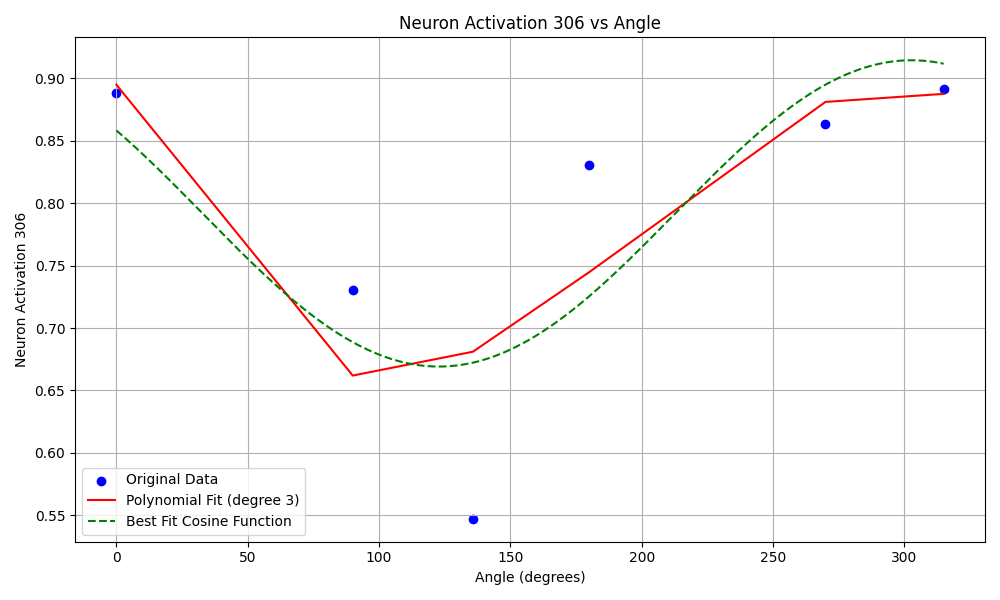 Neuron Activation 306 vs Angle
Neuron Activation 306
0.90
0.85
0.80
0.75
0.70
0.65
0.60
0.55
Original Data
Polynomial Fit (degree 3)
Best Fit Cosine Function
0 50 100 150 200 250 300
Angle (degrees)